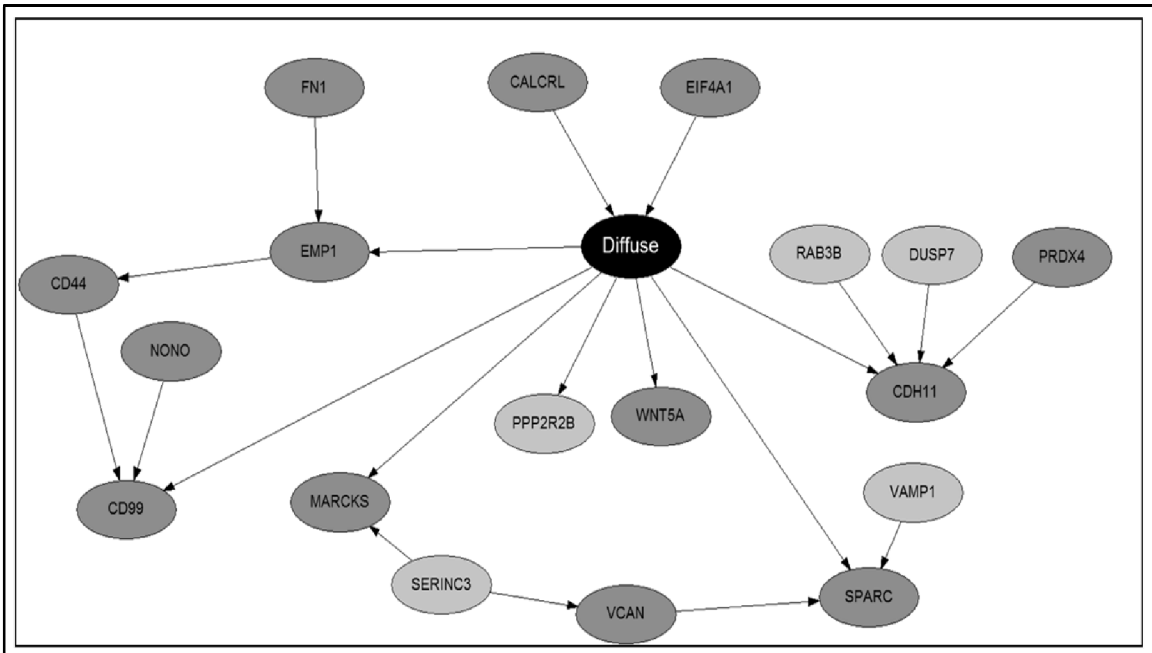 FN1
CALCRL
EIF4A1
EMP1
Diffuse
RAB3B
DUSP7
PRDX4
CD44
NONO
CDH11
PPP2R2B
WNT5A
CD99
MARCKS
VAMP1
SERINC3
VCAN
SPARC